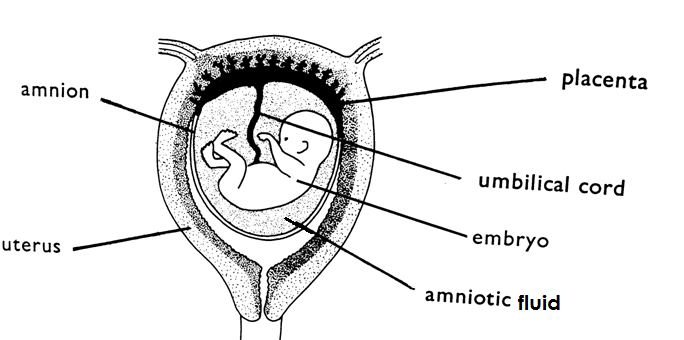 placenta
amnion
umbilical cord
embryo
uterus
amniotic fluid